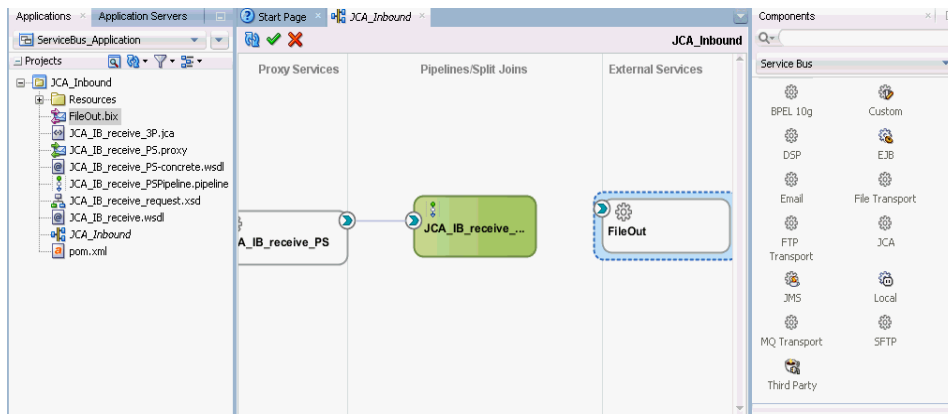 Applications
Application Servers
Start Page
JCA_Inbound
Components
ServiceBus_Application
JCA_Inbound
Projects
Service Bus
JCA_Inbound
Resources
FileOut.bix
JCA_IB_receive_3P.jca
JCA_IB_receive_PS.proxy
JCA_IB_receive_PS-concrete.wsdl
JCA_IB_receive_PSPipeline.pipeline
JCA_IB_receive_request.xsd
JCA_IB_receive.wsdl
JCA_Inbound
pom.xml
Proxy Services
Pipelines/Split Joins
External Services
A_IB_receive_PS
JCA_IB_receive_...
FileOut
BPEL 10g
Custom
DSP
EJB
Email
File Transport
FTP Transport
JCA
JMS
Local
MQ Transport
SFTP
Third Party